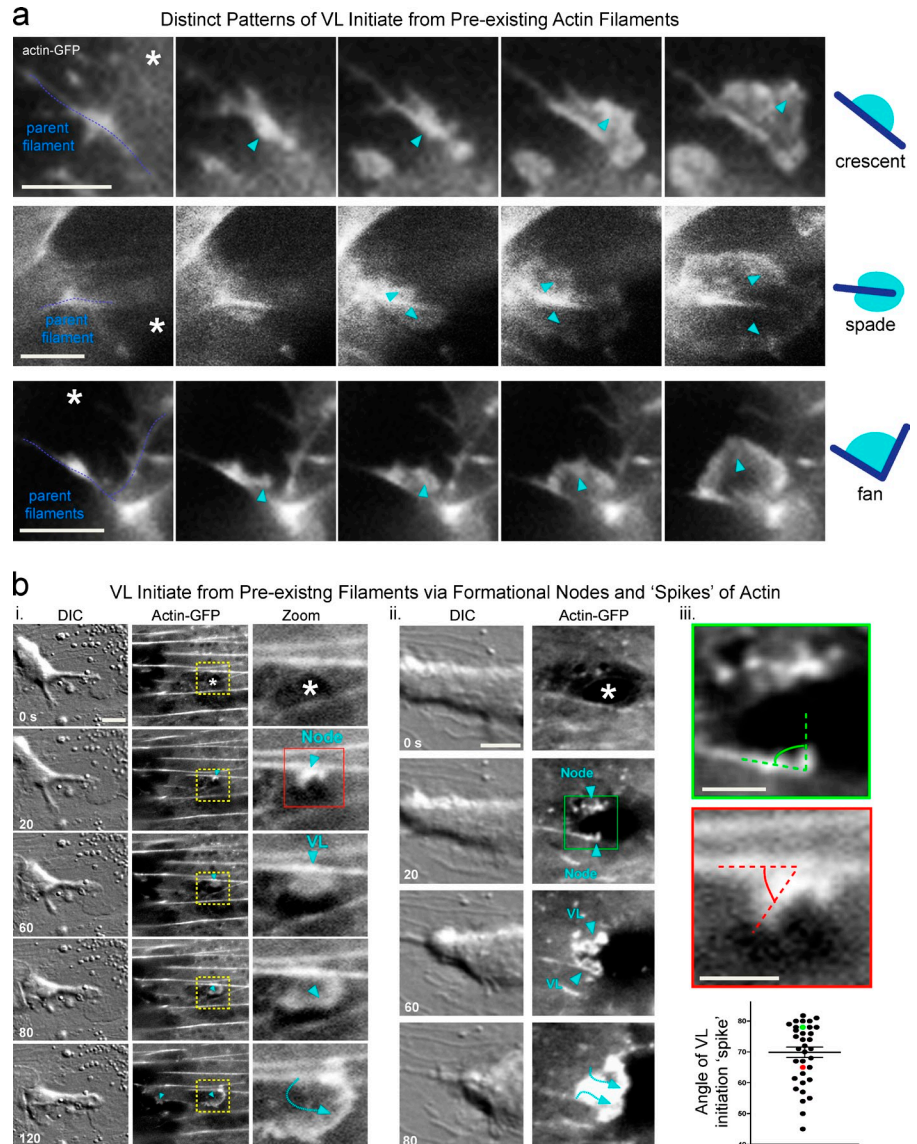 a
Distinct Patterns of VL Initiate from Pre-existing Actin Filaments
actin-GFP
*
parent
filament
crescent
parent
filament
*
spade
*
parent
filaments
fan
b
VL Initiate from Pre-existng Filaments via Formational Nodes and ‘Spikes’ of Actin
i.
DIC
Actin-GFP
Zoom
0 s
*
*
20
Node
60
VL
80
120
ii.
DIC
Actin-GFP
0 s
*
20
Node
Node
60
VL
VL
80
iii.
Angle of VL
initiation ‘spike’
80
70
60
50
40